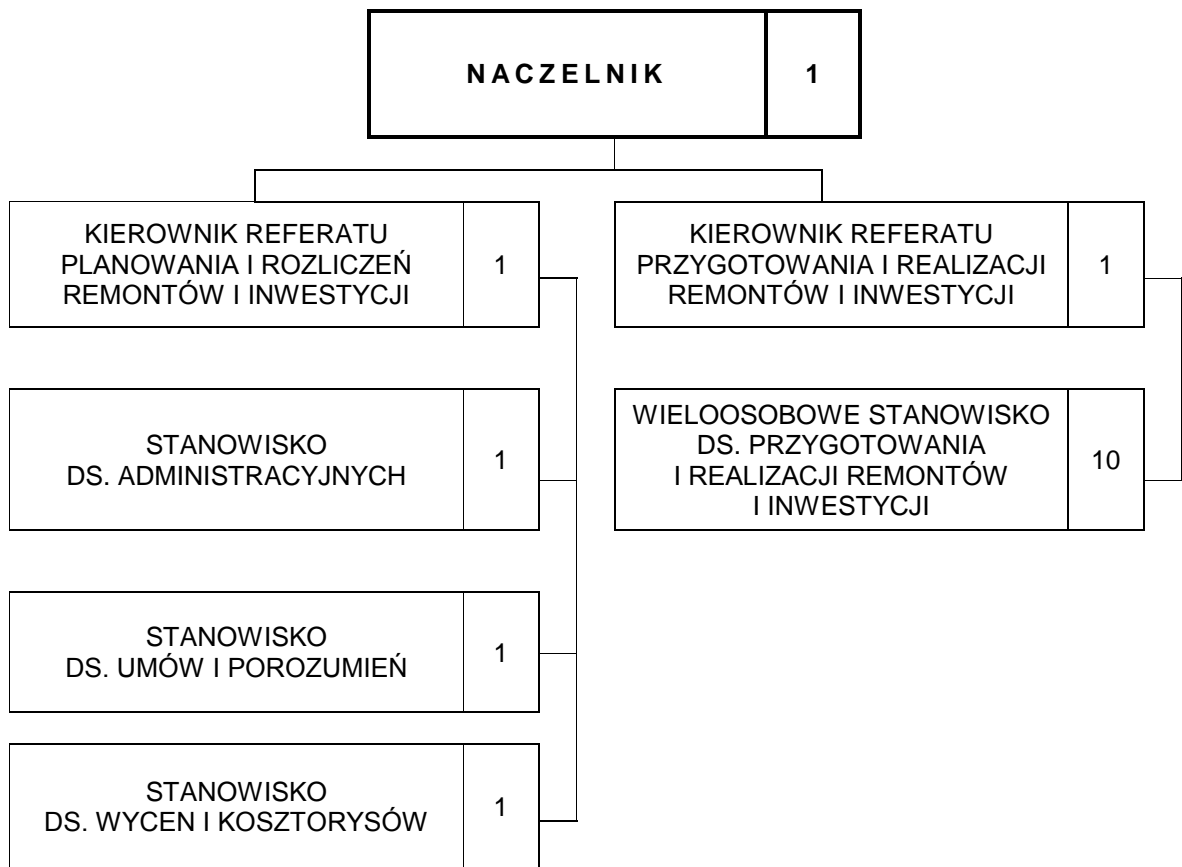 NACZELNIK 1
KIEROWNIK REFERATU
PLANOWANIA I ROZLICZEŃ
REMONTÓW I INWESTYCJI
1
KIEROWNIK REFERATU
PRZYGOTOWANIA I REALIZACJI
REMONTÓW I INWESTYCJI
1
STANOWISKO
DS. ADMINISTRACYJNYCH
1
WIELOOSOBOWE STANOWISKO
DS. PRZYGOTOWANIA
I REALIZACJI REMONTÓW
I INWESTYCJI
10
STANOWISKO
DS. UMÓW I POROZUMIEŃ
1
STANOWISKO
DS. WYCEN I KOSZTORYSÓW
1